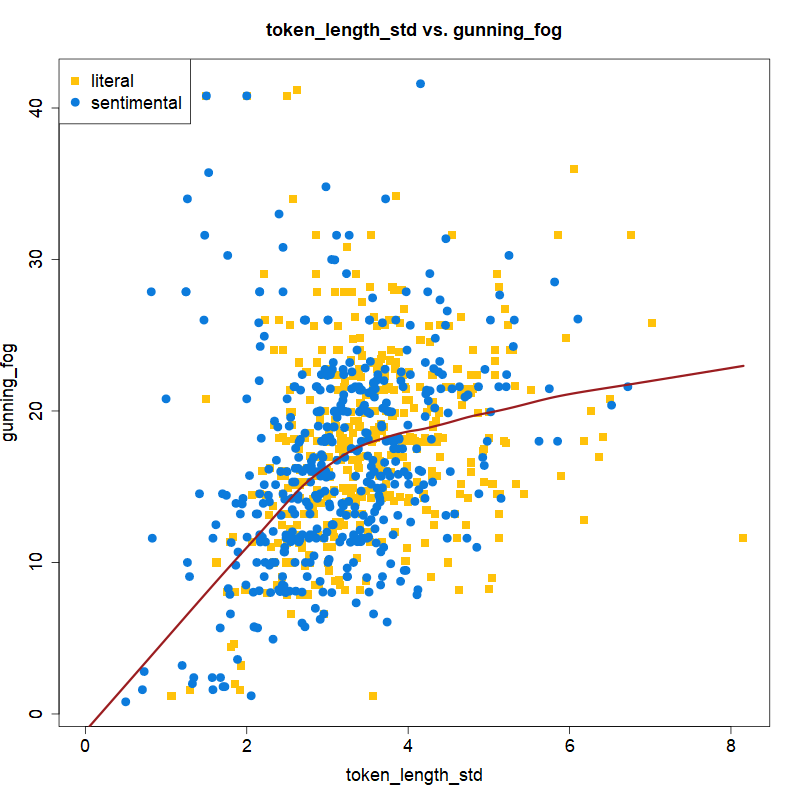 token_length_std vs. gunning_fog
literal
sentimental
40
30
20
10
0
gunning_fog
0 2 4 6 8
token_length_std